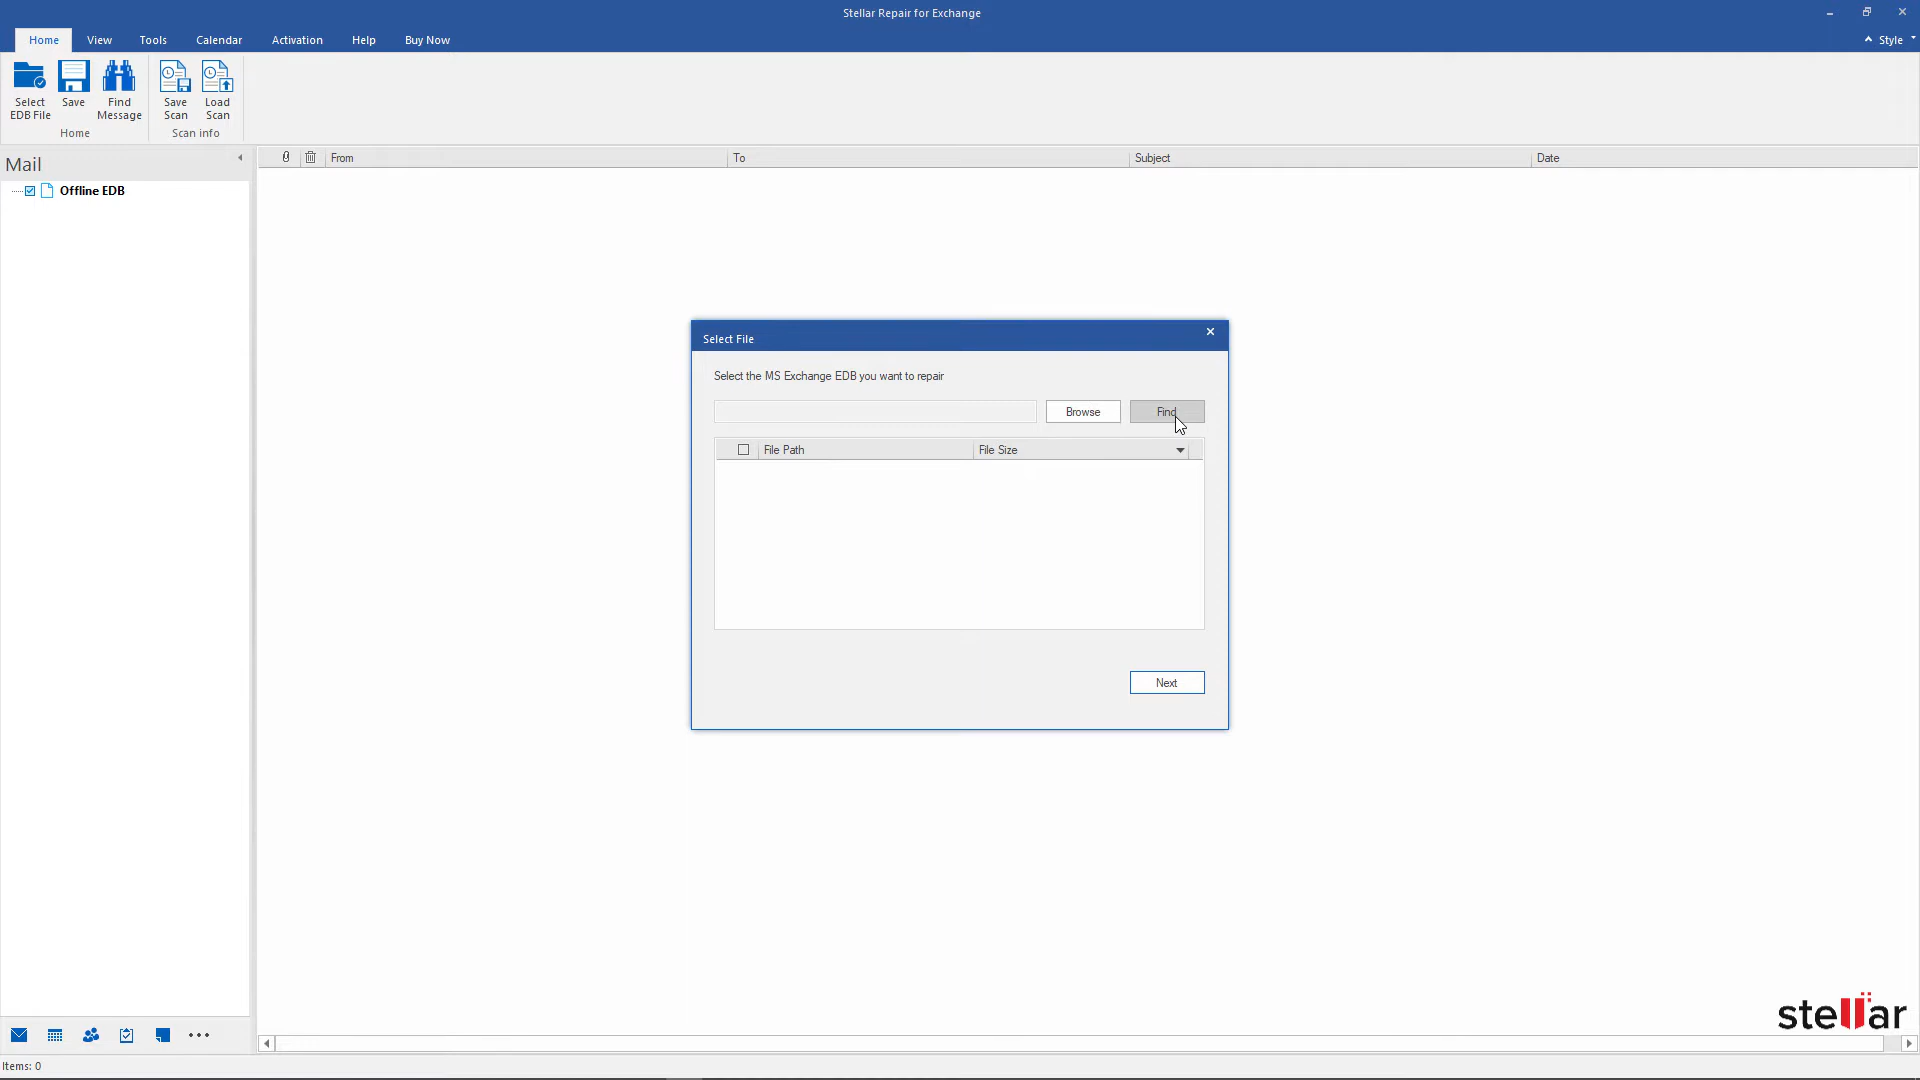 Stellar Repair for Exchange
Home View Tools Calendar Activation Help Buy Now Style
Select EDB File
Save
Find Message
Save Scan
Load Scan
Home
Scan info
Mail
From To Subject Date
Offline EDB
Select File
Select the MS Exchange EDB you want to repair
Browse Find
File Path File Size
Next
stellar
Items: 0